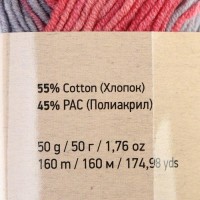 55% Cotton (Хлопок)
45% PAC (Полиакрил)
50 g / 50 г / 1,76 oz
160 m / 160 м / 174,98 yds